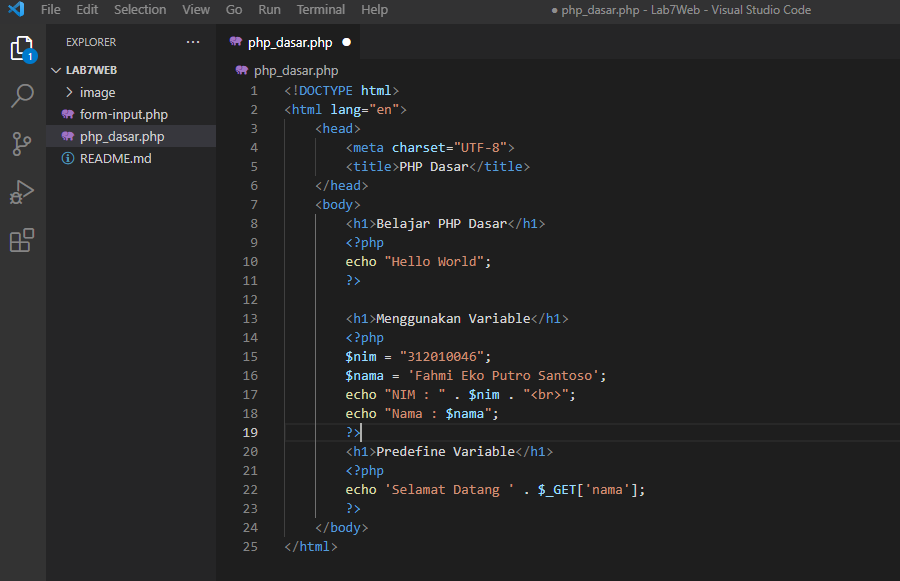 File Edit Selection View Go Run Terminal Help ● php_dasar.php - Lab7Web - Visual Studio Code
EXPLORER ...
php_dasar.php ●
LAB7WEB
php_dasar.php
image
form-input.php
php_dasar.php
README.md
1
1 <!DOCTYPE html>
2 <html lang="en">
3 <head>
4 <meta charset="UTF-8">
5 <title>PHP Dasar</title>
6 </head>
7 <body>
8 <h1>Belajar PHP Dasar</h1>
9 <?php
10 echo "Hello World";
11 ?>
12
13 <h1>Menggunakan Variable</h1>
14 <?php
15 $nim = "312010046";
16 $nama = 'Fahmi Eko Putro Santoso';
17 echo "NIM : " . $nim . "<br>";
18 echo "Nama : $nama";
19 ?>
20 <h1>Predefine Variable</h1>
21 <?php
22 echo 'Selamat Datang ' . $_GET['nama'];
23 ?>
24 </body>
25 </html>